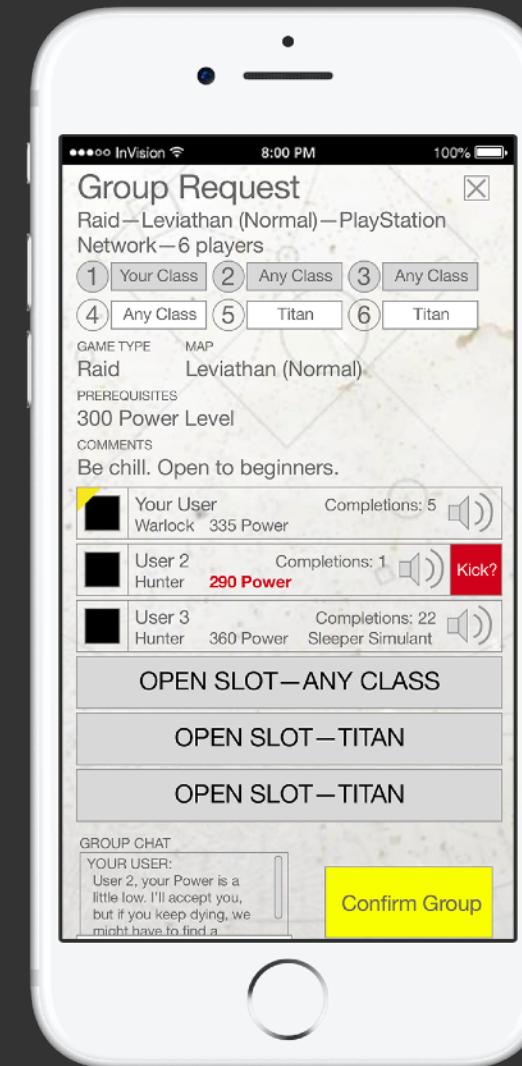 InVision 8:00 PM 100%
Group Request
Raid—Leviathan (Normal)—PlayStation
Network—6 players
1 Your Class 2 Any Class 3 Any Class
4 Any Class 5 Titan 6 Titan
GAME TYPE MAP
Raid Leviathan (Normal)
PREREQUISITES
300 Power Level
COMMENTS
Be chill. Open to beginners.
Your User Completions: 5
Warlock 335 Power
User 2 Completions: 1 Kick?
Hunter 290 Power
User 3 Completions: 22
Hunter 360 Power Sleeper Simulant
OPEN SLOT—ANY CLASS
OPEN SLOT—TITAN
OPEN SLOT—TITAN
GROUP CHAT
YOUR USER:
User 2, your Power is a
little low. I'll accept you,
but if you keep dying, we
might have to find a
Confirm Group